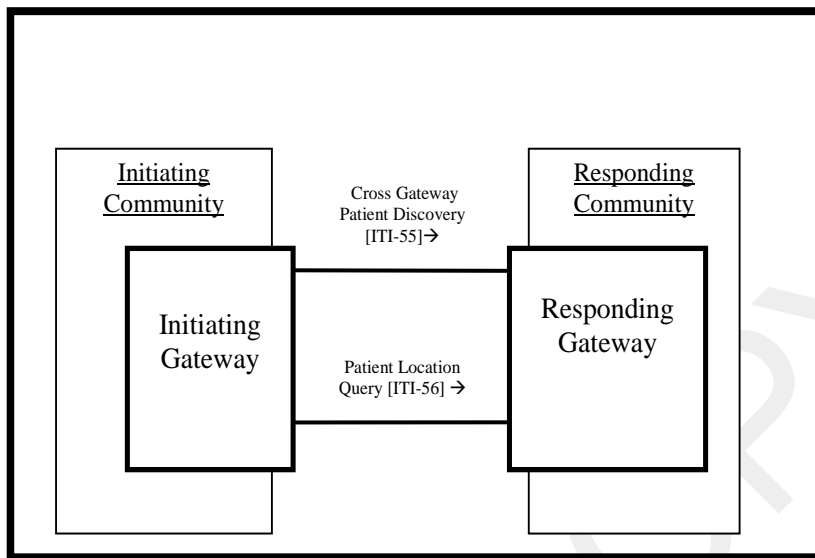 Initiating
Community
Responding
Community
Cross Gateway
Patient Discovery
[ITI-55]→
Initiating
Gateway
Responding
Gateway
Patient Location
Query [ITI-56] →